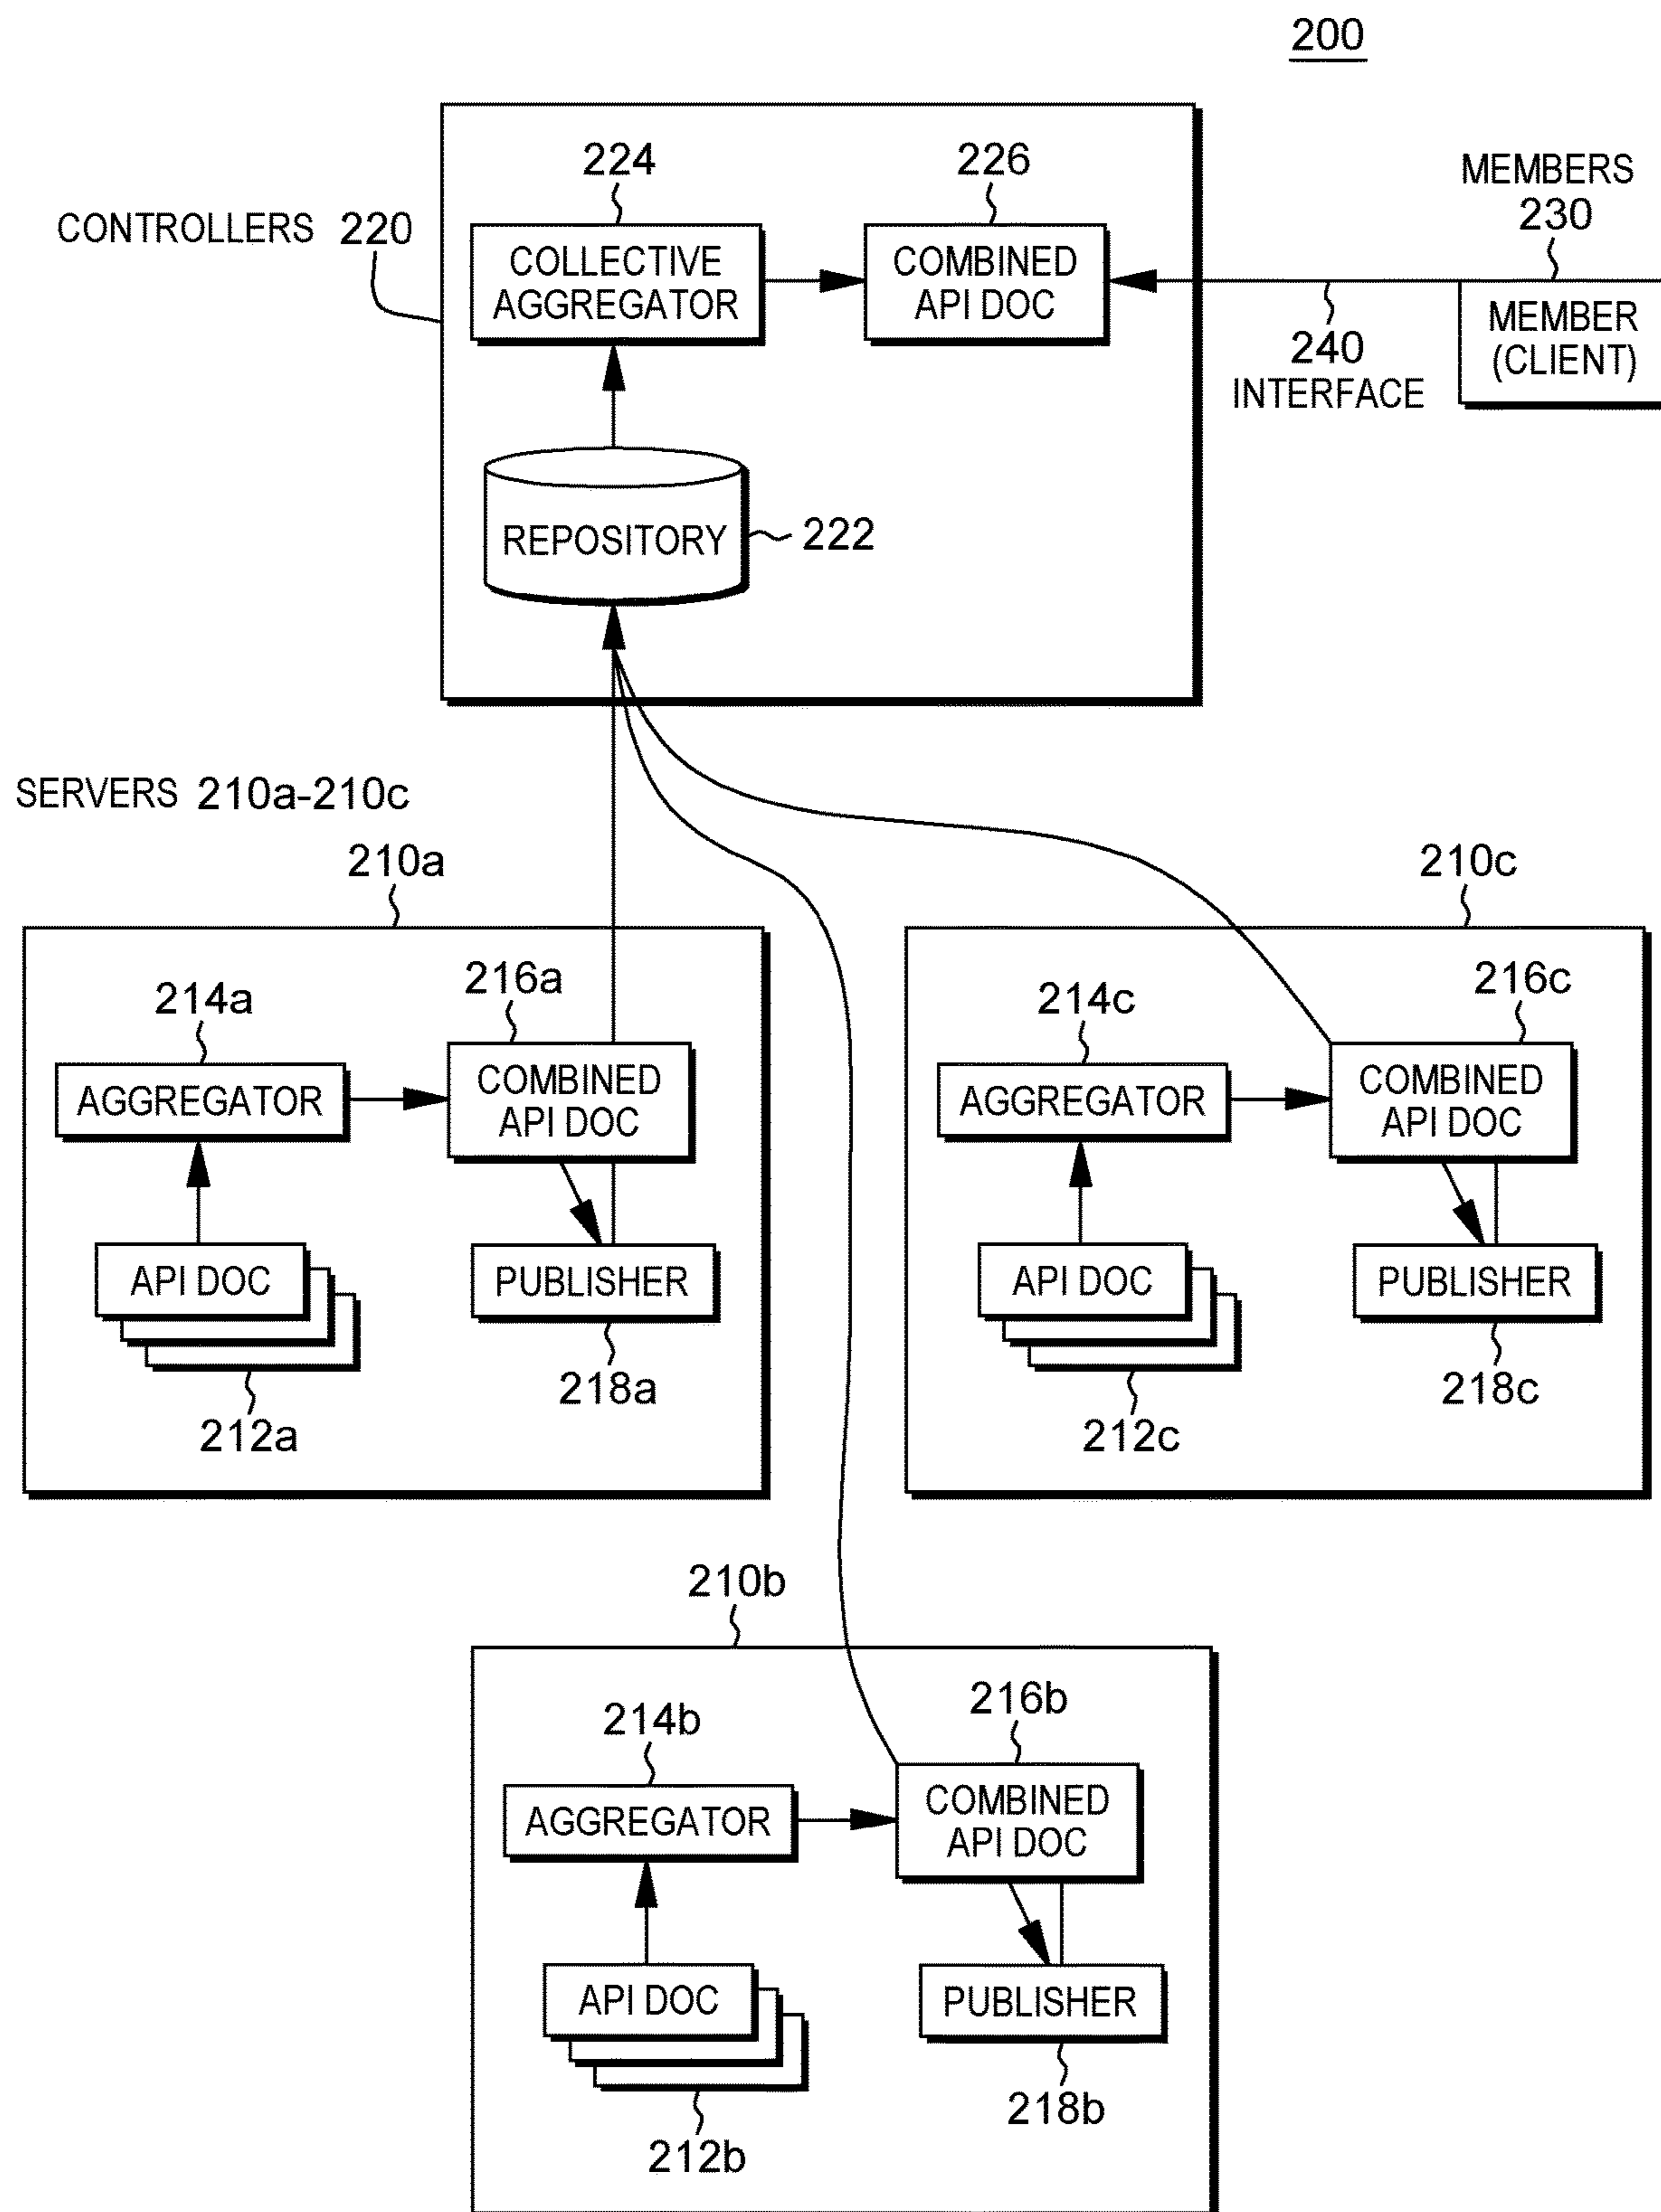 200
224
226
MEMBERS
230
CONTROLLERS 220
COLLECTIVE
AGGREGATOR
COMBINED
API DOC
240
INTERFACE
MEMBER
(CLIENT)
REPOSITORY
222
SERVERS 210a-210c
210a
210c
214a
216a
AGGREGATOR
COMBINED
API DOC
API DOC
PUBLISHER
212a
218a
214c
216c
AGGREGATOR
COMBINED
API DOC
API DOC
PUBLISHER
212c
218c
210b
214b
216b
AGGREGATOR
COMBINED
API DOC
API DOC
PUBLISHER
212b
218b